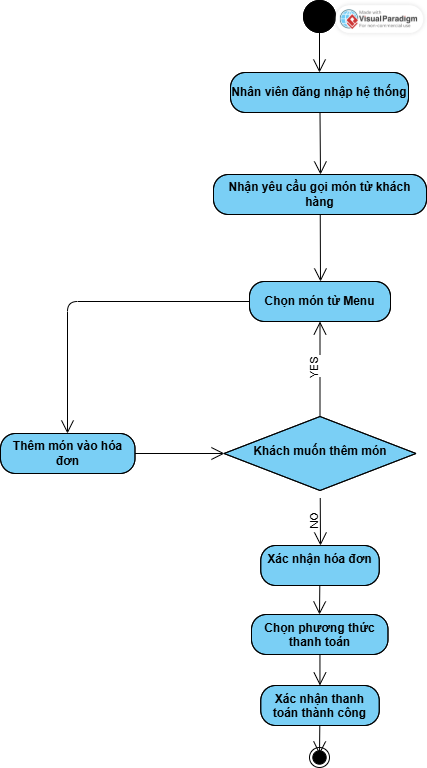 Made with
Visual Paradigm
For non-commercial use
Nhân viên đăng nhập hệ thống
Nhận yêu cầu gọi món từ khách
hàng
Chọn món từ Menu
YES
Thêm món vào hóa
đơn
Khách muốn thêm món
NO
Xác nhận hóa đơn
Chọn phương thức
thanh toán
Xác nhận thanh
toán thành công